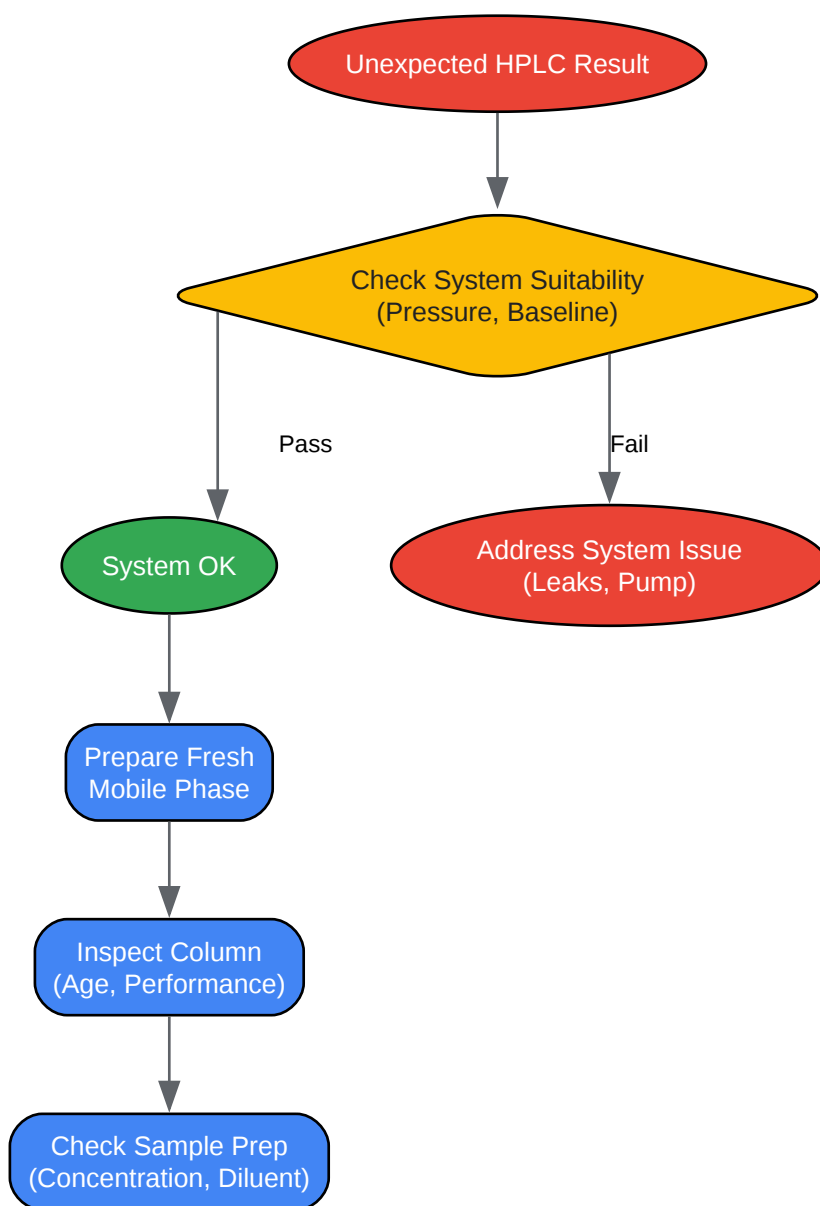 Unexpected HPLC Result
Check System Suitability
(Pressure, Baseline)
Pass
Fail
System OK
Address System Issue
(Leaks, Pump)
Prepare Fresh
Mobile Phase
Inspect Column
(Age, Performance)
Check Sample Prep
(Concentration, Diluent)